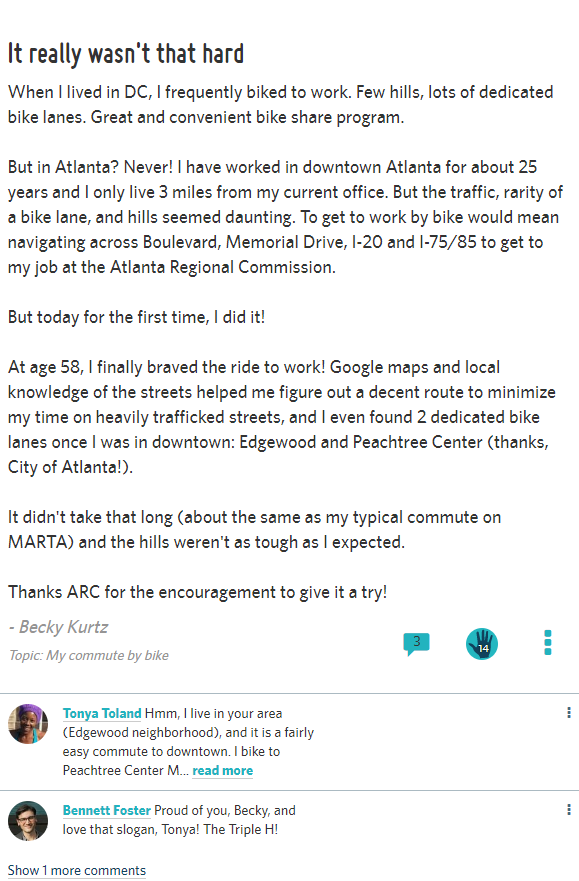 It really wasn't that hard
When I lived in DC, I frequently biked to work. Few hills, lots of dedicated
bike lanes. Great and convenient bike share program.
But in Atlanta? Never! I have worked in downtown Atlanta for about 25
years and I only live 3 miles from my current office. But the traffic, rarity of
a bike lane, and hills seemed daunting. To get to work by bike would mean
navigating across Boulevard, Memorial Drive, I-20 and I-75/85 to get to
my job at the Atlanta Regional Commission.
But today for the first time, I did it!
At age 58, I finally braved the ride to work! Google maps and local
knowledge of the streets helped me figure out a decent route to minimize
my time on heavily trafficked streets, and I even found 2 dedicated bike
lanes once I was in downtown: Edgewood and Peachtree Center (thanks,
City of Atlanta!).
It didn't take that long (about the same as my typical commute on
MARTA) and the hills weren't as tough as I expected.
Thanks ARC for the encouragement to give it a try!
- Becky Kurtz
Topic: My commute by bike
3
14
Tonya Toland Hmm, I live in your area
(Edgewood neighborhood), and it is a fairly
easy commute to downtown. I bike to
Peachtree Center M... read more
Bennett Foster Proud of you, Becky, and
love that slogan, Tonya! The Triple H!
Show 1 more comments